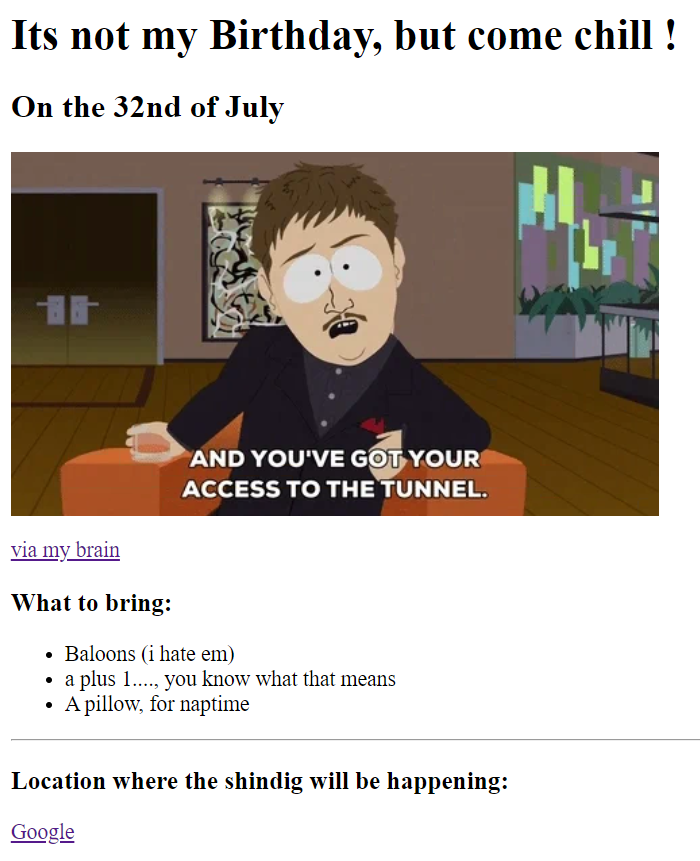 Its not my Birthday, but come chill !
On the 32nd of July
AND YOU'VE GOT YOUR
ACCESS TO THE TUNNEL.
via my brain
What to bring:
Baloons (i hate em)
a plus 1...., you know what that means
A pillow, for naptime
Location where the shindig will be happening:
Google